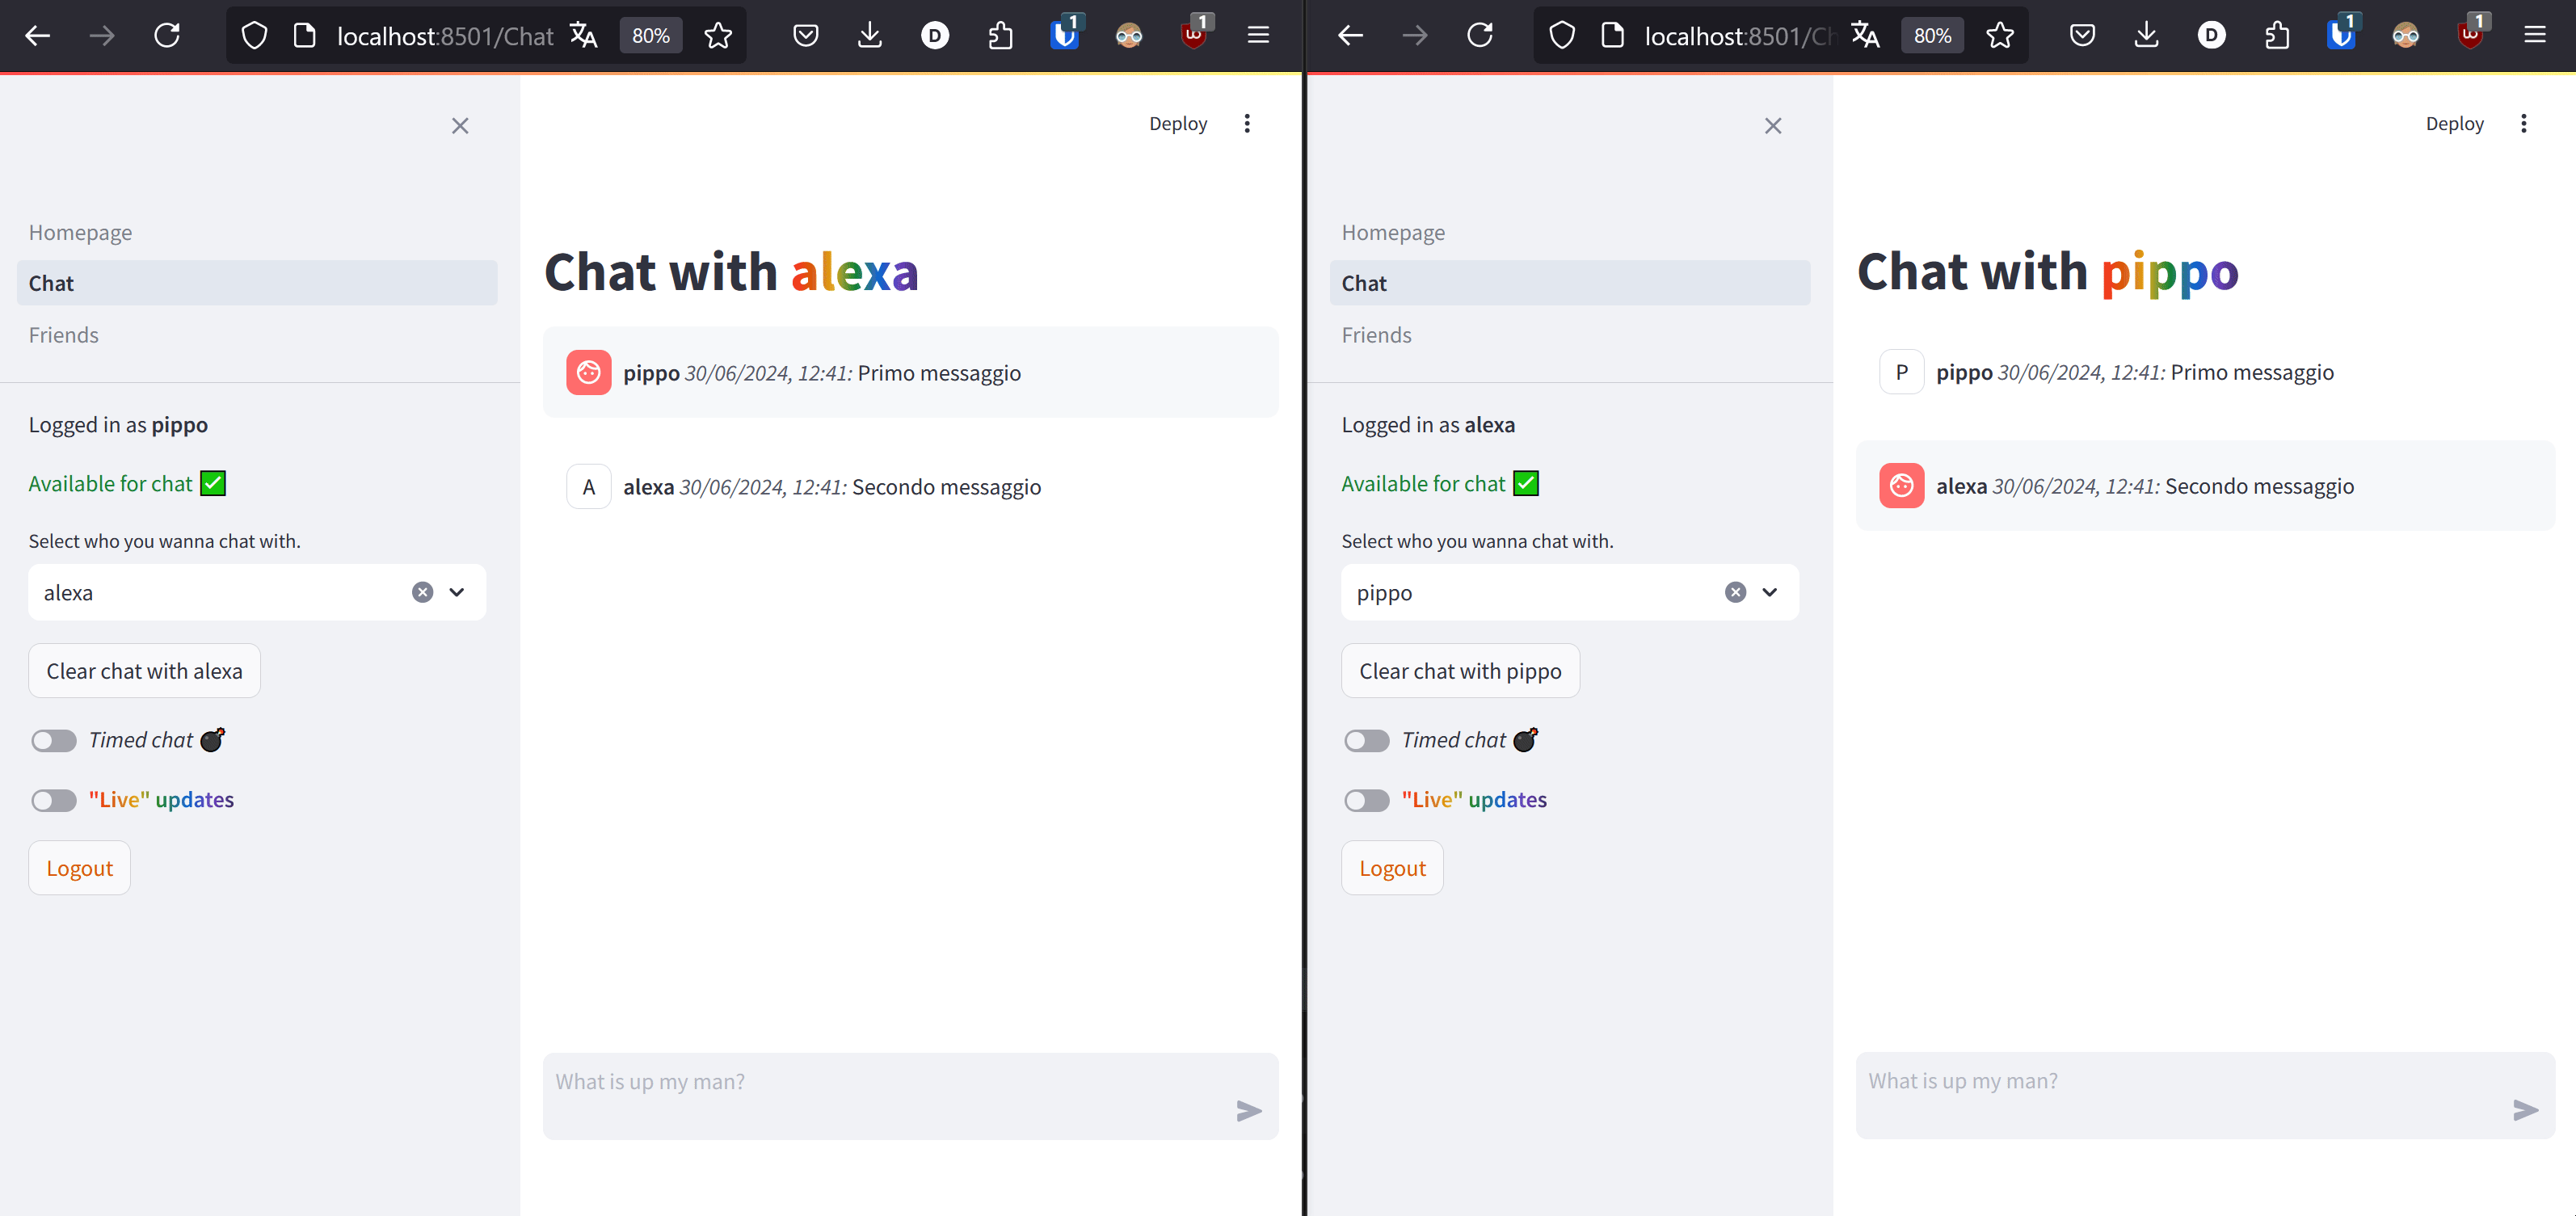 localhost:8501/Chat
80%
D
1
1
Deploy
Homepage
Chat
Friends
Logged in as pippo
Available for chat ✅
Select who you wanna chat with.
alexa
Clear chat with alexa
Timed chat 💣
"Live" updates
Logout
Chat with alexa
pippo 30/06/2024, 12:41: Primo messaggio
A
alexa 30/06/2024, 12:41: Secondo messaggio
What is up my man?
localhost:8501/Ch
80%
D
1
1
Deploy
Homepage
Chat
Friends
Logged in as alexa
Available for chat ✅
Select who you wanna chat with.
pippo
Clear chat with pippo
Timed chat 💣
"Live" updates
Logout
Chat with pippo
P
pippo 30/06/2024, 12:41: Primo messaggio
alexa 30/06/2024, 12:41: Secondo messaggio
What is up my man?